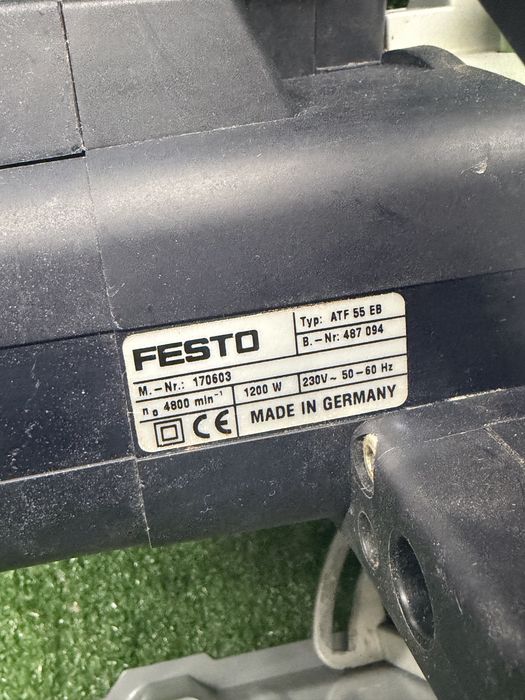 FESTO
Typ: ATF 55 EB
B.-Nr: 487 094
M.-Nr.: 170603
n₀ 4800 min⁻¹
1200 W
230V~ 50-60 Hz
CE
MADE IN GERMANY